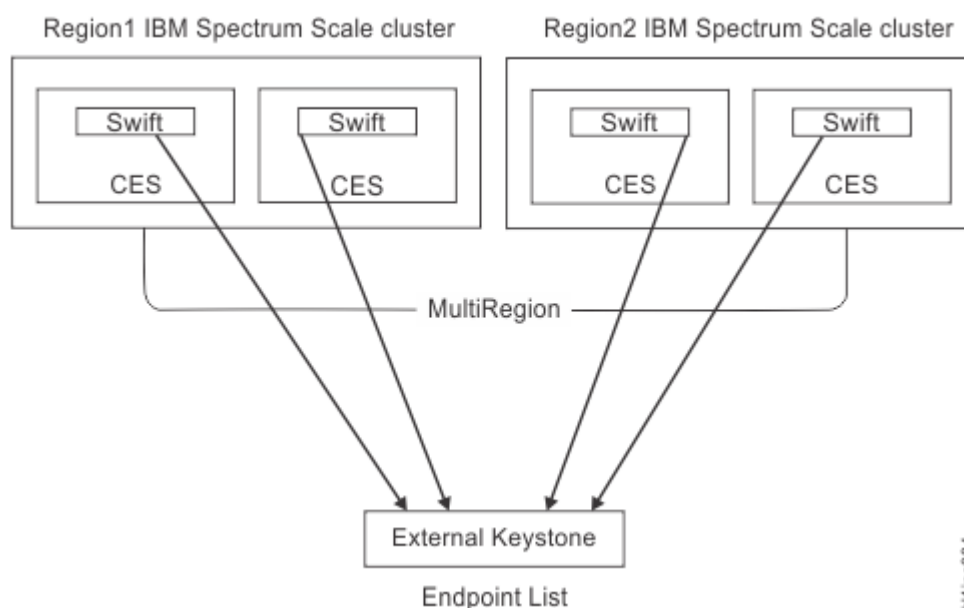 Region1 IBM Spectrum Scale cluster
Region2 IBM Spectrum Scale cluster
Swift
CES
Swift
CES
Swift
CES
Swift
CES
MultiRegion
External Keystone
Endpoint List